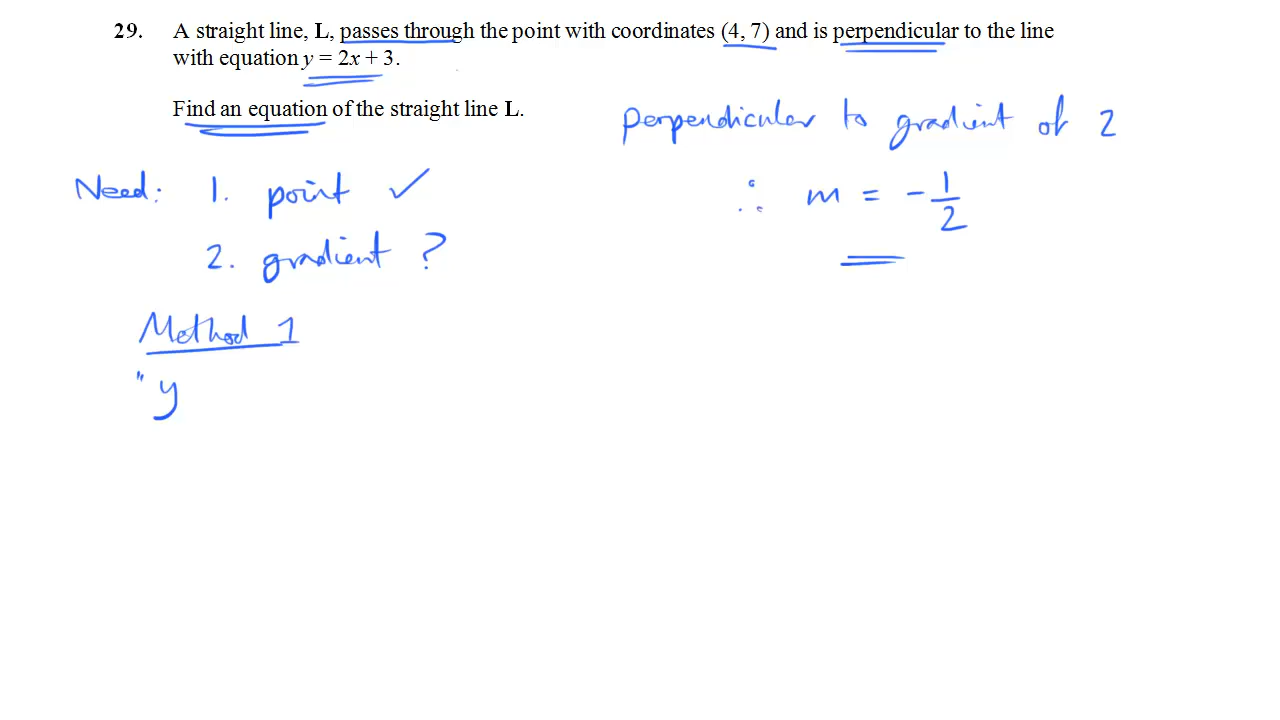 29. A straight line, L, passes through the point with coordinates (4, 7) and is perpendicular to the line
with equation y = 2x + 3.
Find an equation of the straight line L.
perpendicular to gradient of 2
∴ m = -1/2
Need: 1. point ✓
2. gradient ?
Method 1
" y